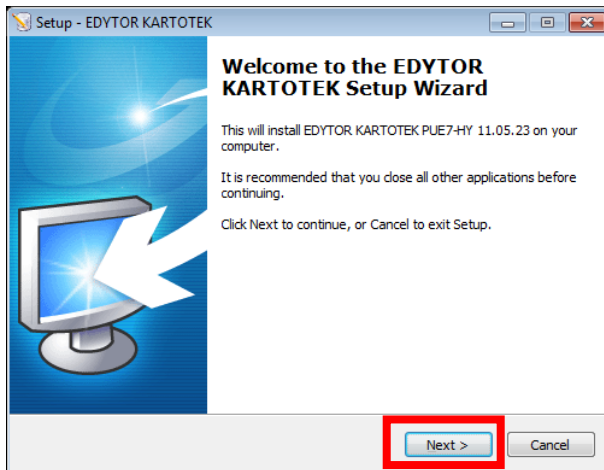 Setup - EDYTOR KARTOTEK
Welcome to the EDYTOR
KARTOTEK Setup Wizard
This will install EDYTOR KARTOTEK PUE7-HY 11.05.23 on your
computer.
It is recommended that you close all other applications before
continuing.
Click Next to continue, or Cancel to exit Setup.
Next >
Cancel